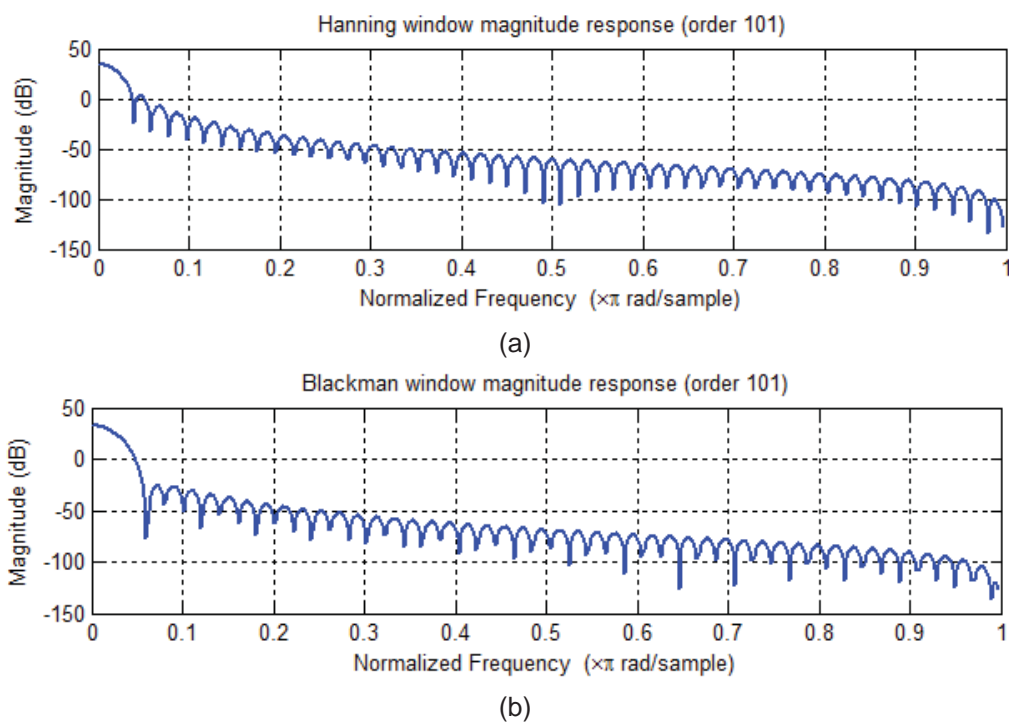 Hanning window magnitude response (order 101)
Magnitude (dB)
50
0
-50
-100
-150
0 0.1 0.2 0.3 0.4 0.5 0.6 0.7 0.8 0.9 1
Normalized Frequency (×π rad/sample)
(a)
Blackman window magnitude response (order 101)
Magnitude (dB)
50
0
-50
-100
-150
0 0.1 0.2 0.3 0.4 0.5 0.6 0.7 0.8 0.9 1
Normalized Frequency (×π rad/sample)
(b)